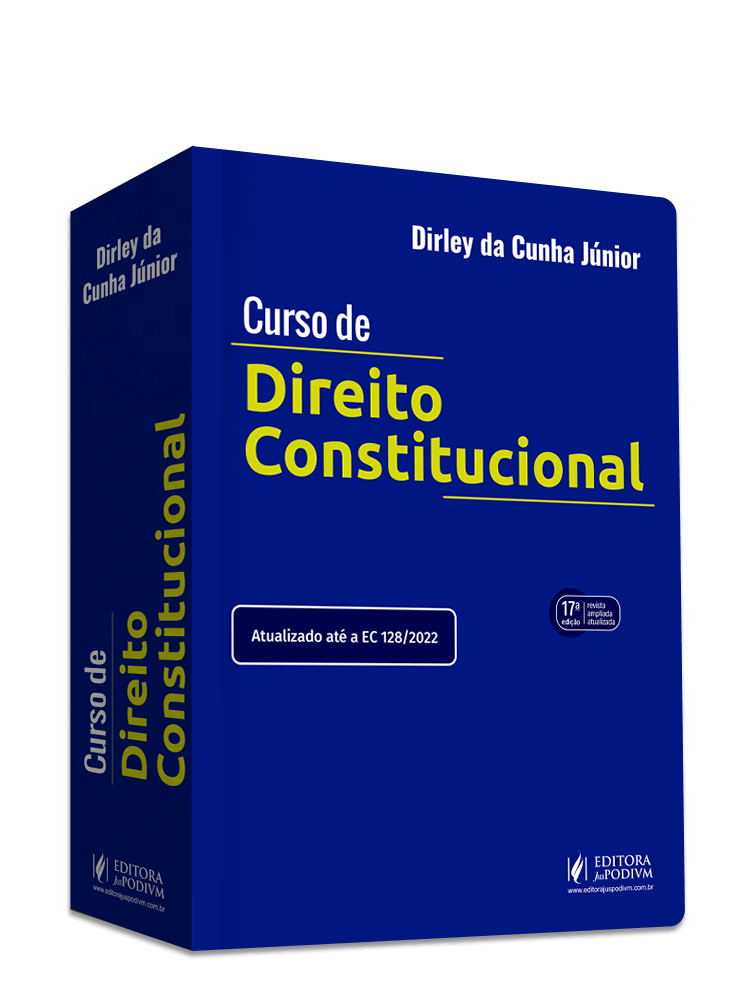 Dirley da
Cunha Júnior
Curso de
Direito
Constitucional
EDITORA
jusPODIVM
www.editorajuspodivm.com.br
Dirley da Cunha Júnior
Curso de
Direito
Constitucional
17ª
edição
revista
ampliada
atualizada
Atualizado até a EC 128/2022
EDITORA
jusPODIVM
www.editorajuspodivm.com.br